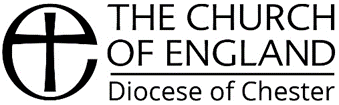 THE CHURCH
OF ENGLAND
Diocese of Chester